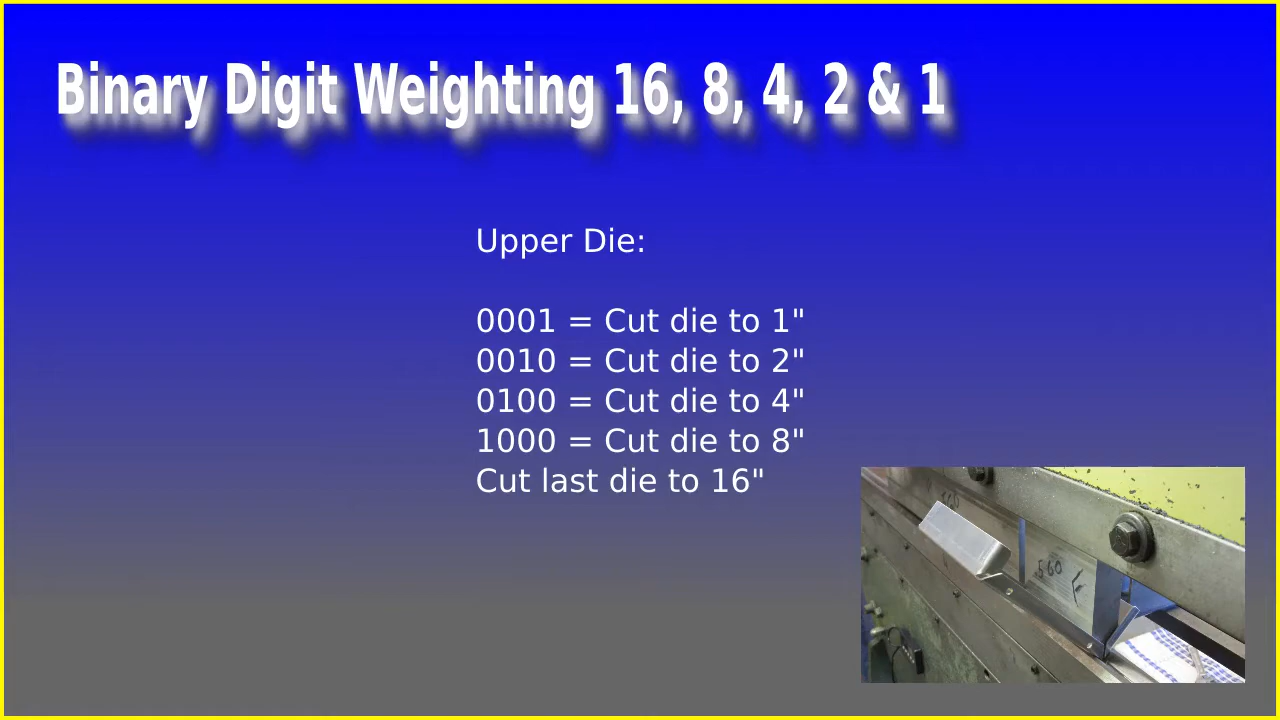 Binary Digit Weighting 16, 8, 4, 2 & 1
Upper Die:
0001 = Cut die to 1"
0010 = Cut die to 2"
0100 = Cut die to 4"
1000 = Cut die to 8"
Cut last die to 16"